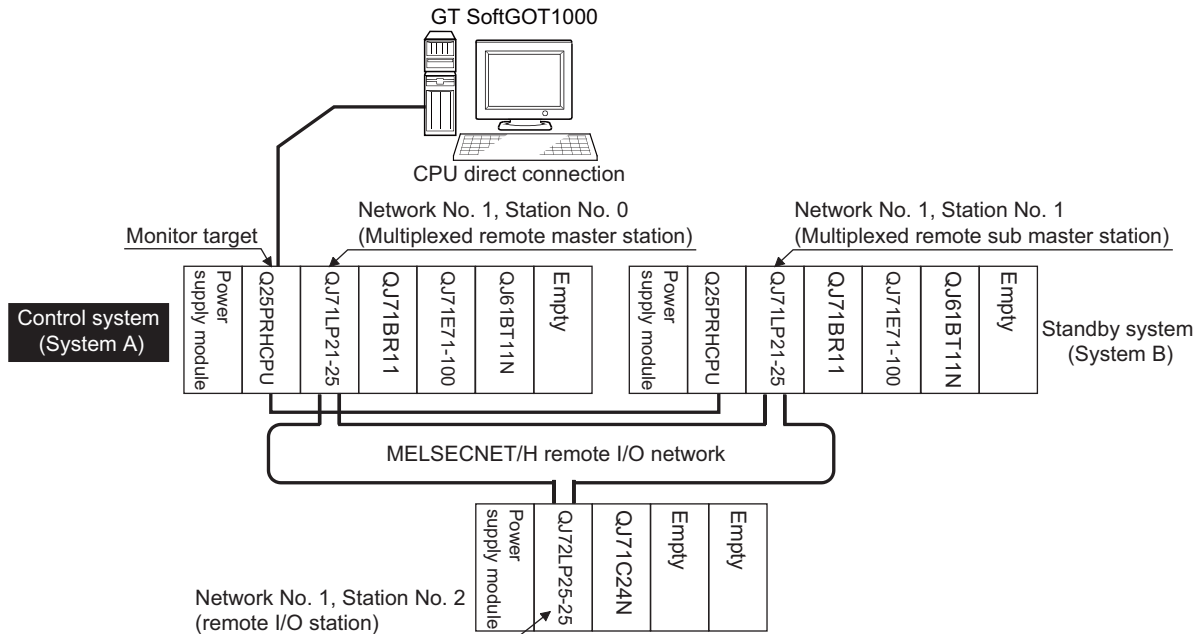 GT SoftGOT1000
CPU direct connection
Monitor target
Network No. 1, Station No. 0
(Multiplexed remote master station)
Network No. 1, Station No. 1
(Multiplexed remote sub master station)
Control system
(System A)
Power
supply module
Q25PRHCPU
QJ71LP21-25
QJ71BR11
QJ71E71-100
QJ61BT11N
Empty
Power
supply module
Q25PRHCPU
QJ71LP21-25
QJ71BR11
QJ71E71-100
QJ61BT11N
Empty
Standby system
(System B)
MELSECNET/H remote I/O network
Power
supply module
QJ72LP25-25
QJ71C24N
Empty
Empty
Network No. 1, Station No. 2
(remote I/O station)